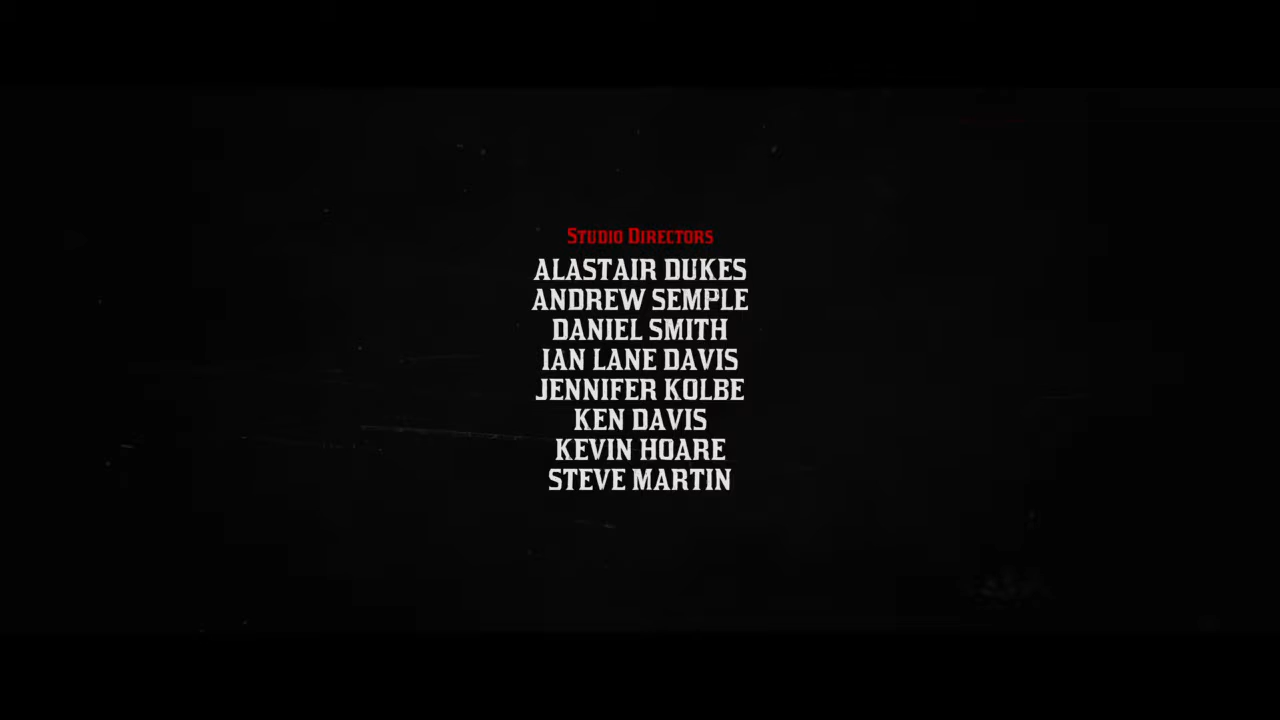 Studio Directors
ALASTAIR DUKES
ANDREW SEMPLE
DANIEL SMITH
IAN LANE DAVIS
JENNIFER KOLBE
KEN DAVIS
KEVIN HOARE
STEVE MARTIN